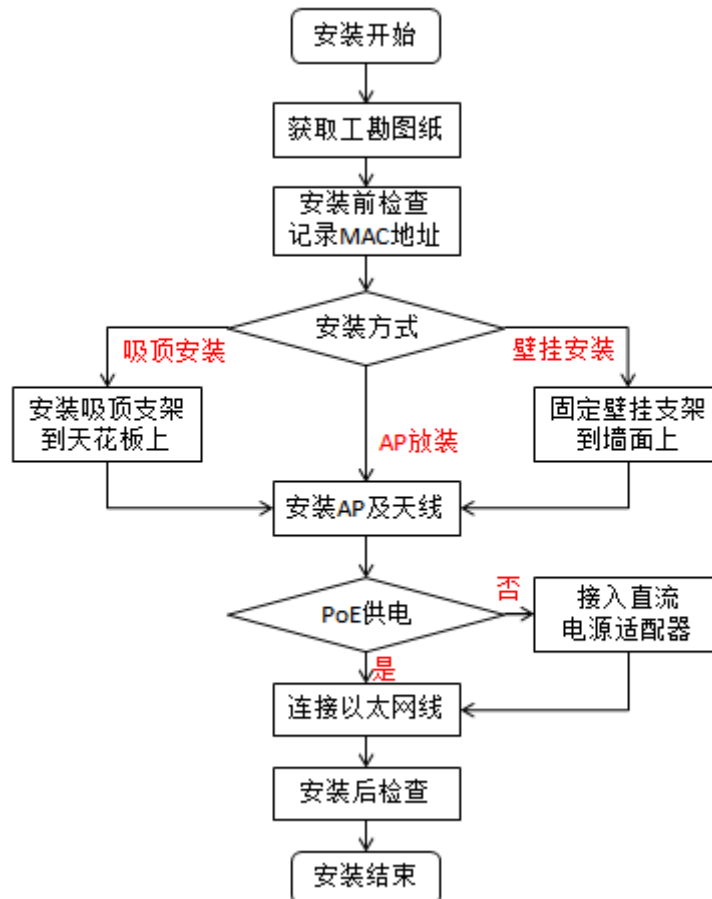 安装开始
获取工勘图纸
安装前检查
记录MAC地址
安装方式
吸顶安装
壁挂安装
安装吸顶支架
到天花板上
AP放装
固定壁挂支架
到墙面上
安装AP及天线
PoE供电
否
接入直流
电源适配器
是
连接以太网线
安装后检查
安装结束